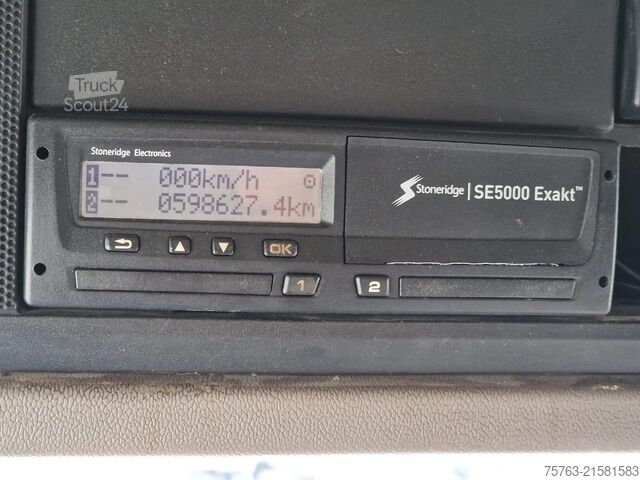 Truck
Scout24
Stoneridge Electronics
1-- 000km/h
2-- 0598627.4km
Stoneridge | SE5000 Exakt™
OK
1
2
75763-21581583